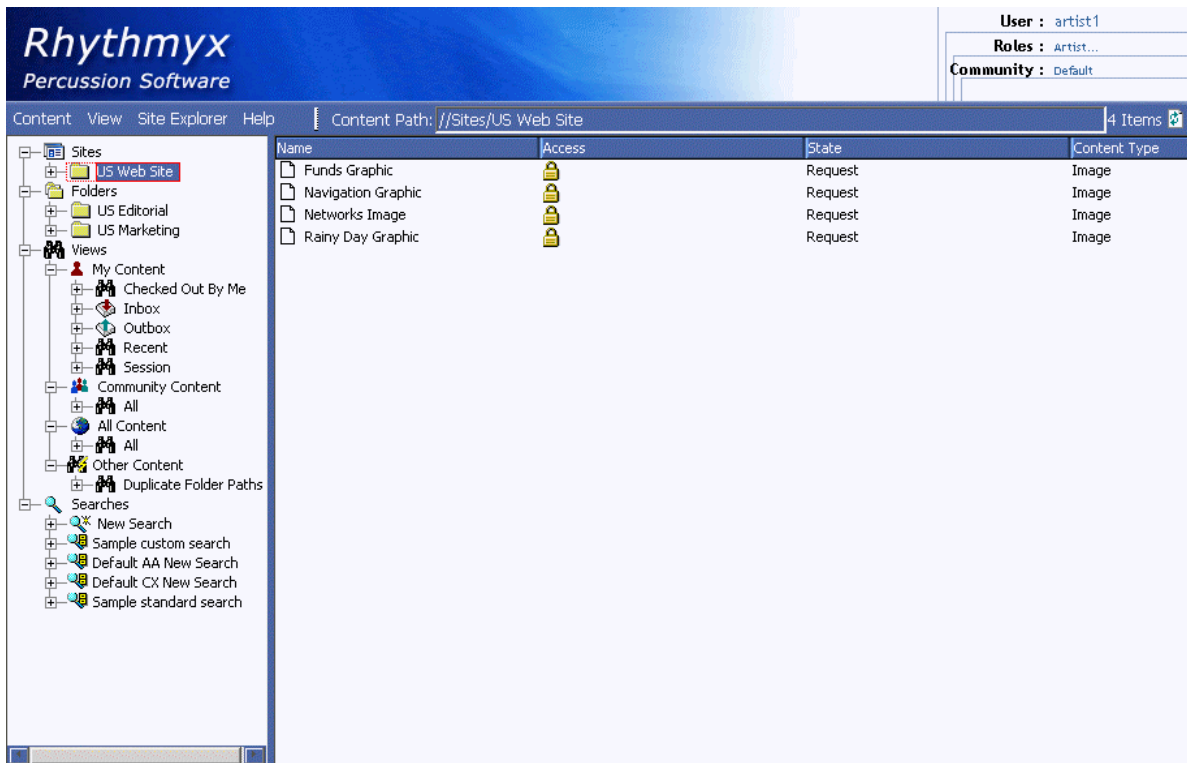 Rhythmyx
Percussion Software
User : artist1
Roles : Artist...
Community : Default
Content View Site Explorer Help Content Path: //Sites/US Web Site 4 Items
Name Access State Content Type
Funds Graphic Request Image
Navigation Graphic Request Image
Networks Image Request Image
Rainy Day Graphic Request Image
Sites
US Web Site
Folders
US Editorial
US Marketing
Views
My Content
Checked Out By Me
Inbox
Outbox
Recent
Session
Community Content
All
All Content
All
Other Content
Duplicate Folder Paths
Searches
New Search
Sample custom search
Default AA New Search
Default CX New Search
Sample standard search